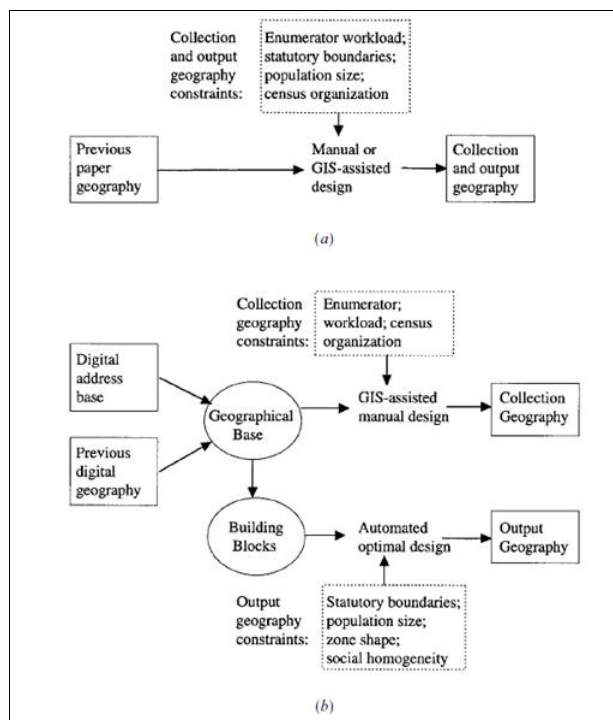 Collection
and output
geography
constraints:
Enumerator workload;
statutory boundaries;
population size;
census organization
Previous
paper
geography
Manual or
GIS-assisted
design
Collection
and output
geography
(a)
Collection
geography
constraints:
Enumerator;
workload; census
organization
Digital
address
base
Previous
digital
geography
Geographical
Base
GIS-assisted
manual design
Collection
Geography
Building
Blocks
Automated
optimal design
Output
Geography
Output
geography
constraints:
Statutory boundaries;
population size;
zone shape;
social homogeneity
(b)